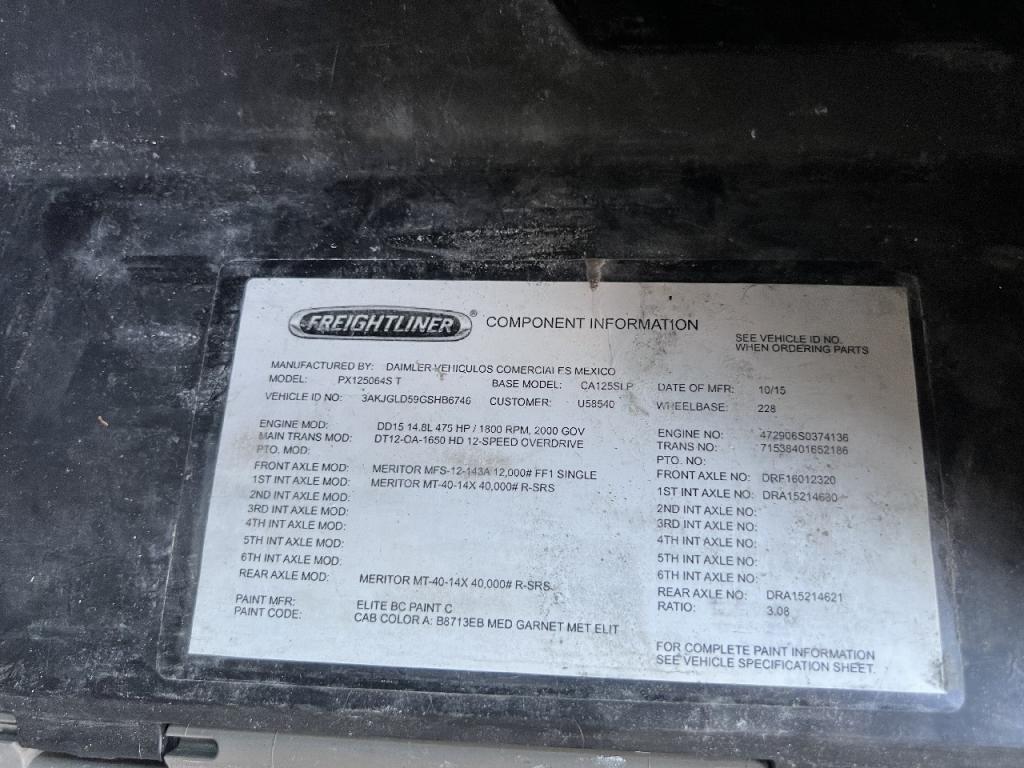 FREIGHTLINER® COMPONENT INFORMATION
SEE VEHICLE ID NO.
WHEN ORDERING PARTS
MANUFACTURED BY: DAIMLER VEHICULOS COMERCIALES MEXICO
MODEL: PX125064S T BASE MODEL: CA125SLP DATE OF MFR: 10/15
VEHICLE ID NO: 3AKJGLD59GSHB6746 CUSTOMER: U58540 WHEELBASE: 228
ENGINE MOD: DD15 14.8L 475 HP / 1800 RPM, 2000 GOV ENGINE NO: 472906S0374136
MAIN TRANS MOD: DT12-OA-1650 HD 12-SPEED OVERDRIVE TRANS NO: 71538401652186
PTO. MOD: PTO. NO:
FRONT AXLE MOD: MERITOR MFS-12-143A 12,000# FF1 SINGLE FRONT AXLE NO: DRF16012320
1ST INT AXLE MOD: MERITOR MT-40-14X 40,000# R-SRS 1ST INT AXLE NO: DRA15214630
2ND INT AXLE MOD: 2ND INT AXLE NO:
3RD INT AXLE MOD: 3RD INT AXLE NO:
4TH INT AXLE MOD: 4TH INT AXLE NO:
5TH INT AXLE MOD: 5TH INT AXLE NO:
6TH INT AXLE MOD: 6TH INT AXLE NO:
REAR AXLE MOD: MERITOR MT-40-14X 40,000# R-SRS REAR AXLE NO: DRA15214621
RATIO: 3.08
PAINT MFR: ELITE BC PAINT C
PAINT CODE: CAB COLOR A: B8713EB MED GARNET MET ELIT
FOR COMPLETE PAINT INFORMATION
SEE VEHICLE SPECIFICATION SHEET.